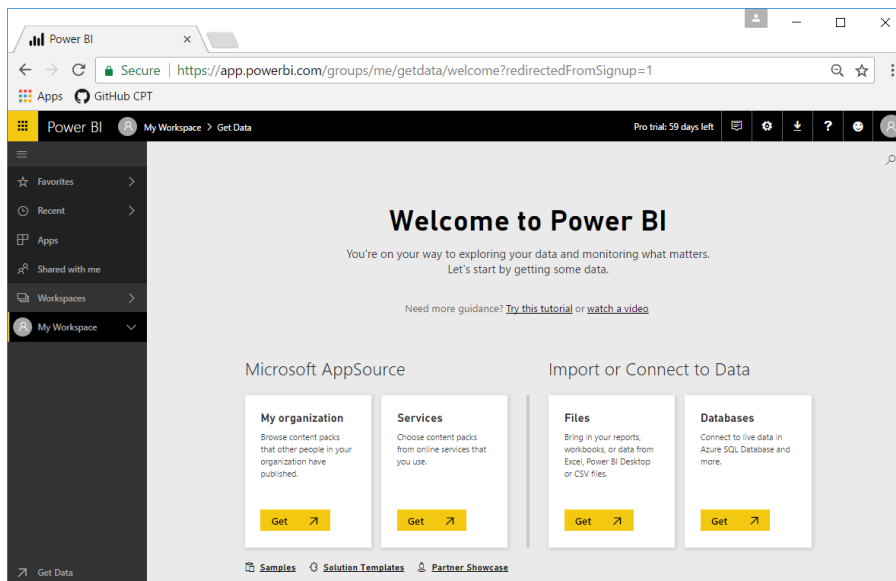 Power BI
Secure | https://app.powerbi.com/groups/me/getdata/welcome?redirectedFromSignup=1
Apps GitHub CPT
Power BI My Workspace > Get Data Pro trial: 59 days left ?
Favorites
Recent
Apps
Shared with me
Workspaces
My Workspace
Get Data
Welcome to Power BI
You're on your way to exploring your data and monitoring what matters.
Let's start by getting some data.
Need more guidance? Try this tutorial or watch a video
Microsoft AppSource
My organization
Browse content packs
that other people in your
organization have
published.
Get
Services
Choose content packs
from online services that
you use.
Get
Import or Connect to Data
Files
Bring in your reports,
workbooks, or data from
Excel, Power BI Desktop
or CSV files.
Get
Databases
Connect to live data in
Azure SQL Database and
more.
Get
Samples Solution Templates Partner Showcase